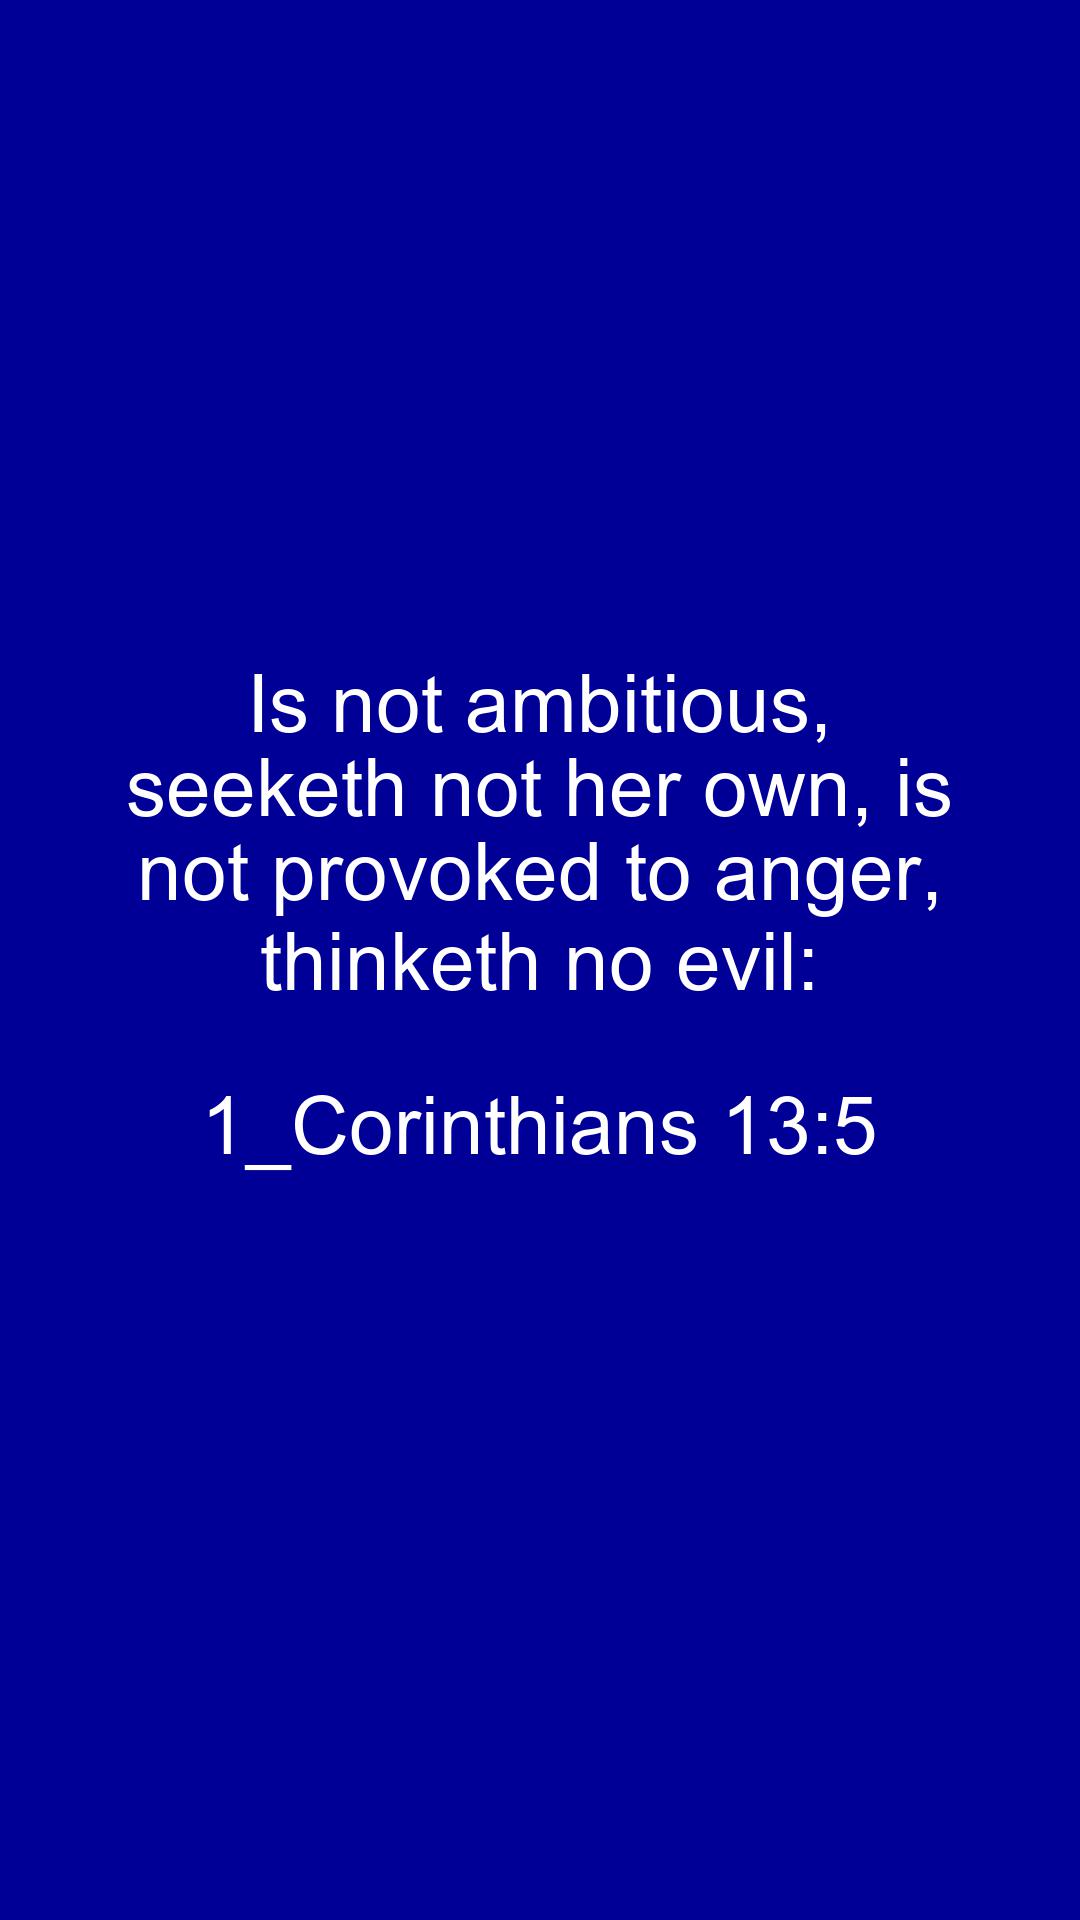 Is not ambitious,
seeketh not her own, is
not provoked to anger,
thinketh no evil:
1_Corinthians 13:5